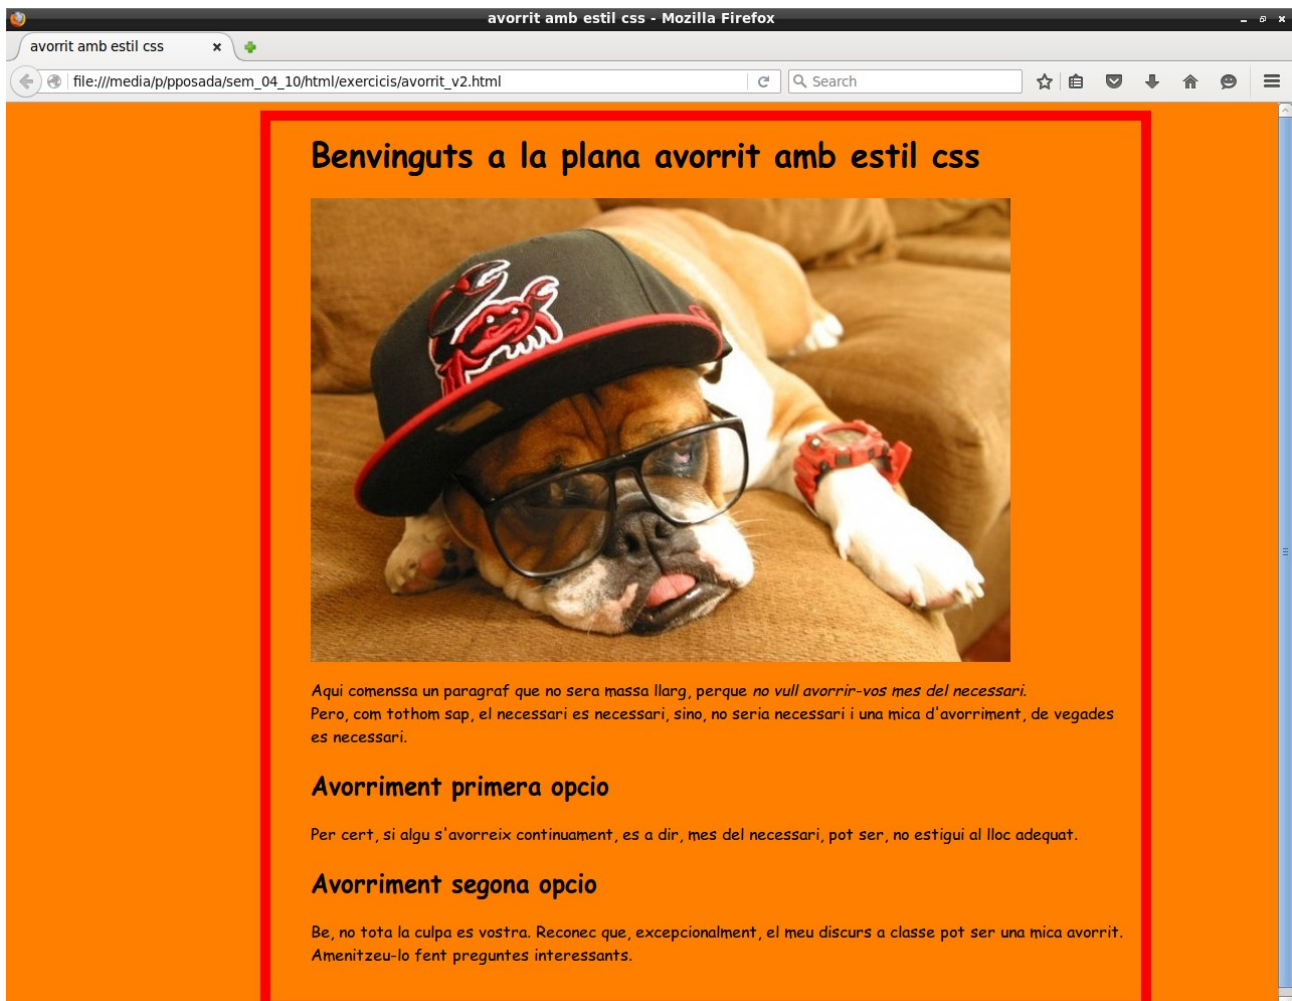 avorrit amb estil css - Mozilla Firefox
avorrit amb estil css
file:///media/p/pposada/sem_04_10/html/exercicis/avorrit_v2.html
Search
Benvinguts a la plana avorrit amb estil css
Aqui comenssa un paragraf que no sera massa llarg, perque no vull avorrir-vos mes del necessari.
Pero, com tothom sap, el necessari es necessari, sino, no seria necessari i una mica d'avorriment, de vegades
es necessari.
Avorriment primera opcio
Per cert, si algu s'avorreix continuament, es a dir, mes del necessari, pot ser, no estigui al lloc adequat.
Avorriment segona opcio
Be, no tota la culpa es vostra. Reconec que, excepcionalment, el meu discurs a classe pot ser una mica avorrit.
Amenitzeu-lo fent preguntes interessants.